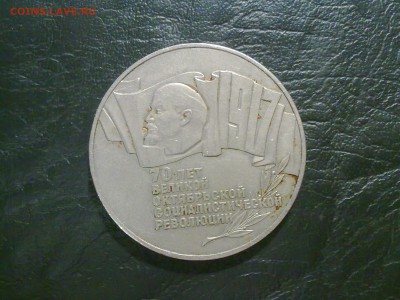 COINS.LAVE.RU
1917
70 ЛЕТ
ВЕЛИКОЙ
ОКТЯБРЬСКОЙ
СОЦИАЛИСТИЧЕСКОЙ
РЕВОЛЮЦИИ